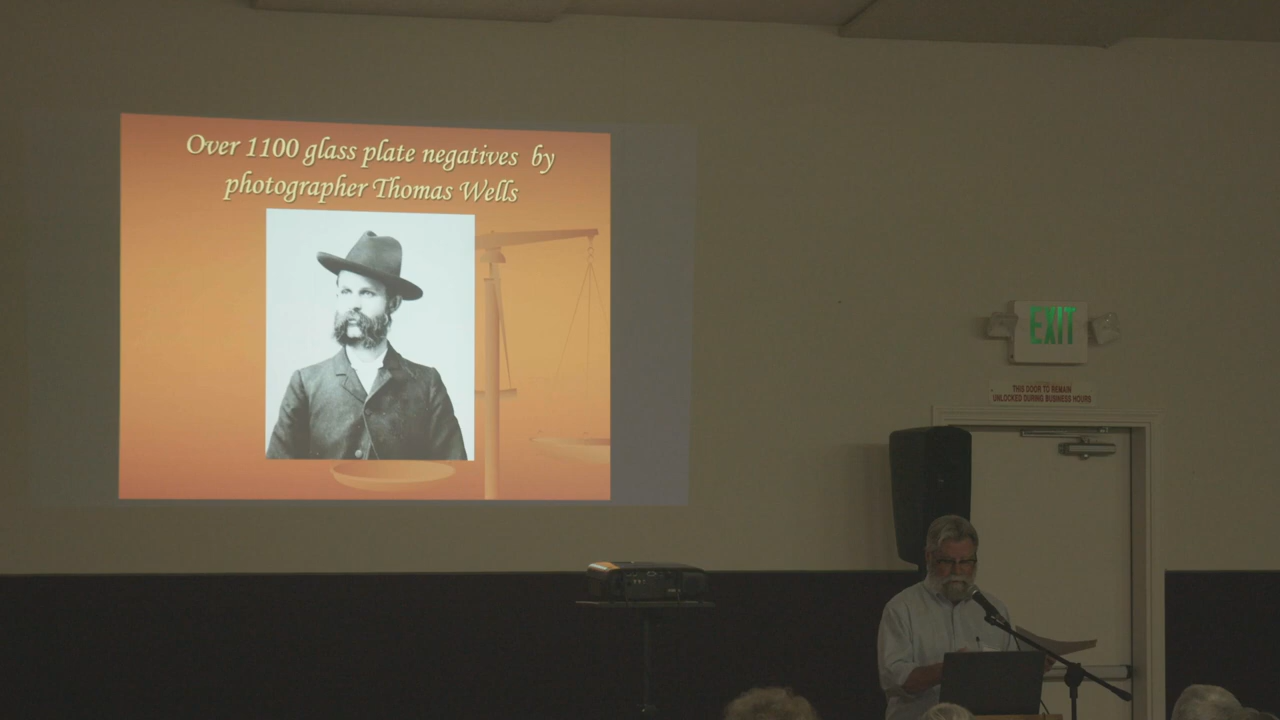 Over 1100 glass plate negatives by
photographer Thomas Wells
EXIT
THIS DOOR TO REMAIN
UNLOCKED DURING BUSINESS HOURS